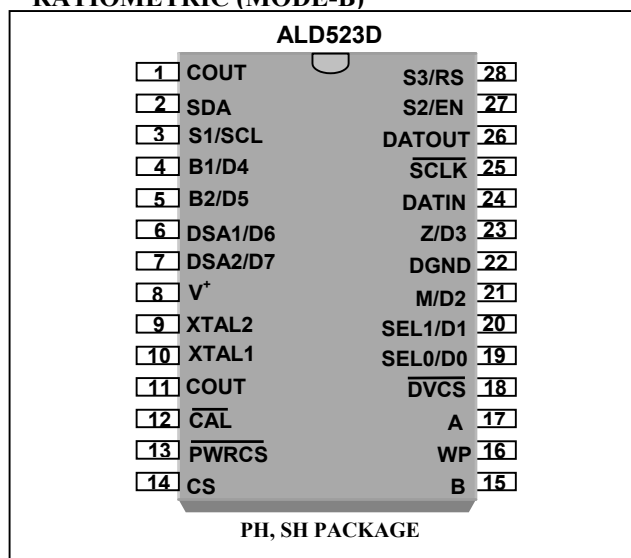 RATIOMETRIC (MODE-B)
ALD523D
1 COUT S3/RS 28
2 SDA S2/EN 27
3 S1/SCL DATOUT 26
4 B1/D4 SCLK 25
5 B2/D5 DATIN 24
6 DSA1/D6 Z/D3 23
7 DSA2/D7 DGND 22
8 V+ M/D2 21
9 XTAL2 SEL1/D1 20
10 XTAL1 SEL0/D0 19
11 COUT DVCS 18
12 CAL A 17
13 PWRCS WP 16
14 CS B 15
PH, SH PACKAGE